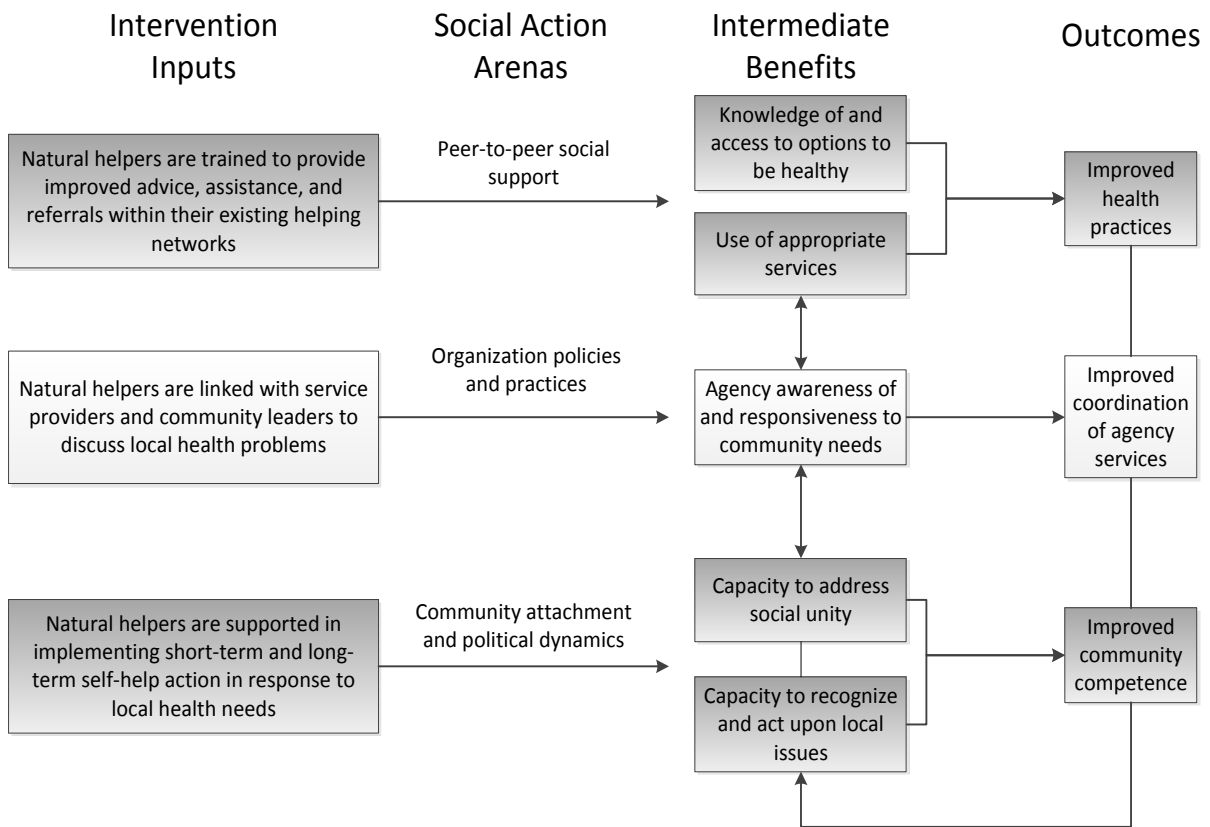 Intervention
Inputs
Social Action
Arenas
Intermediate
Benefits
Outcomes
Natural helpers are trained to provide
improved advice, assistance, and
referrals within their existing helping
networks
Peer-to-peer social
support
Knowledge of and
access to options to
be healthy
Use of appropriate
services
Improved
health
practices
Natural helpers are linked with service
providers and community leaders to
discuss local health problems
Organization policies
and practices
Agency awareness of
and responsiveness to
community needs
Improved
coordination
of agency
services
Natural helpers are supported in
implementing short-term and long-
term self-help action in response to
local health needs
Community attachment
and political dynamics
Capacity to address
social unity
Capacity to recognize
and act upon local
issues
Improved
community
competence